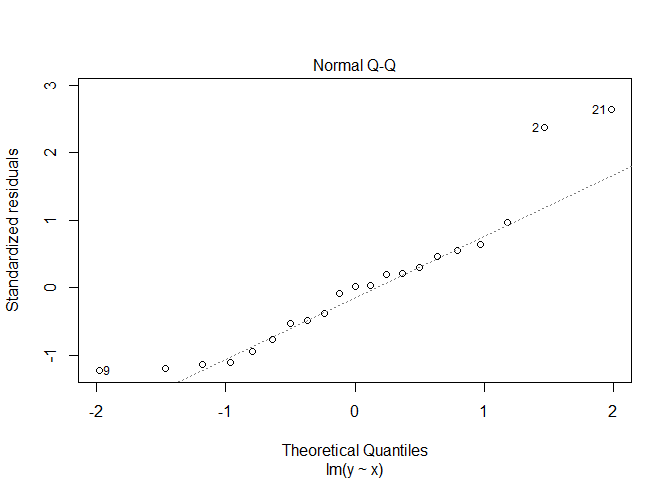 Normal Q-Q
3
2
1
0
-1
Standardized residuals
21
2
9
-2 -1 0 1 2
Theoretical Quantiles
lm(y ~ x)